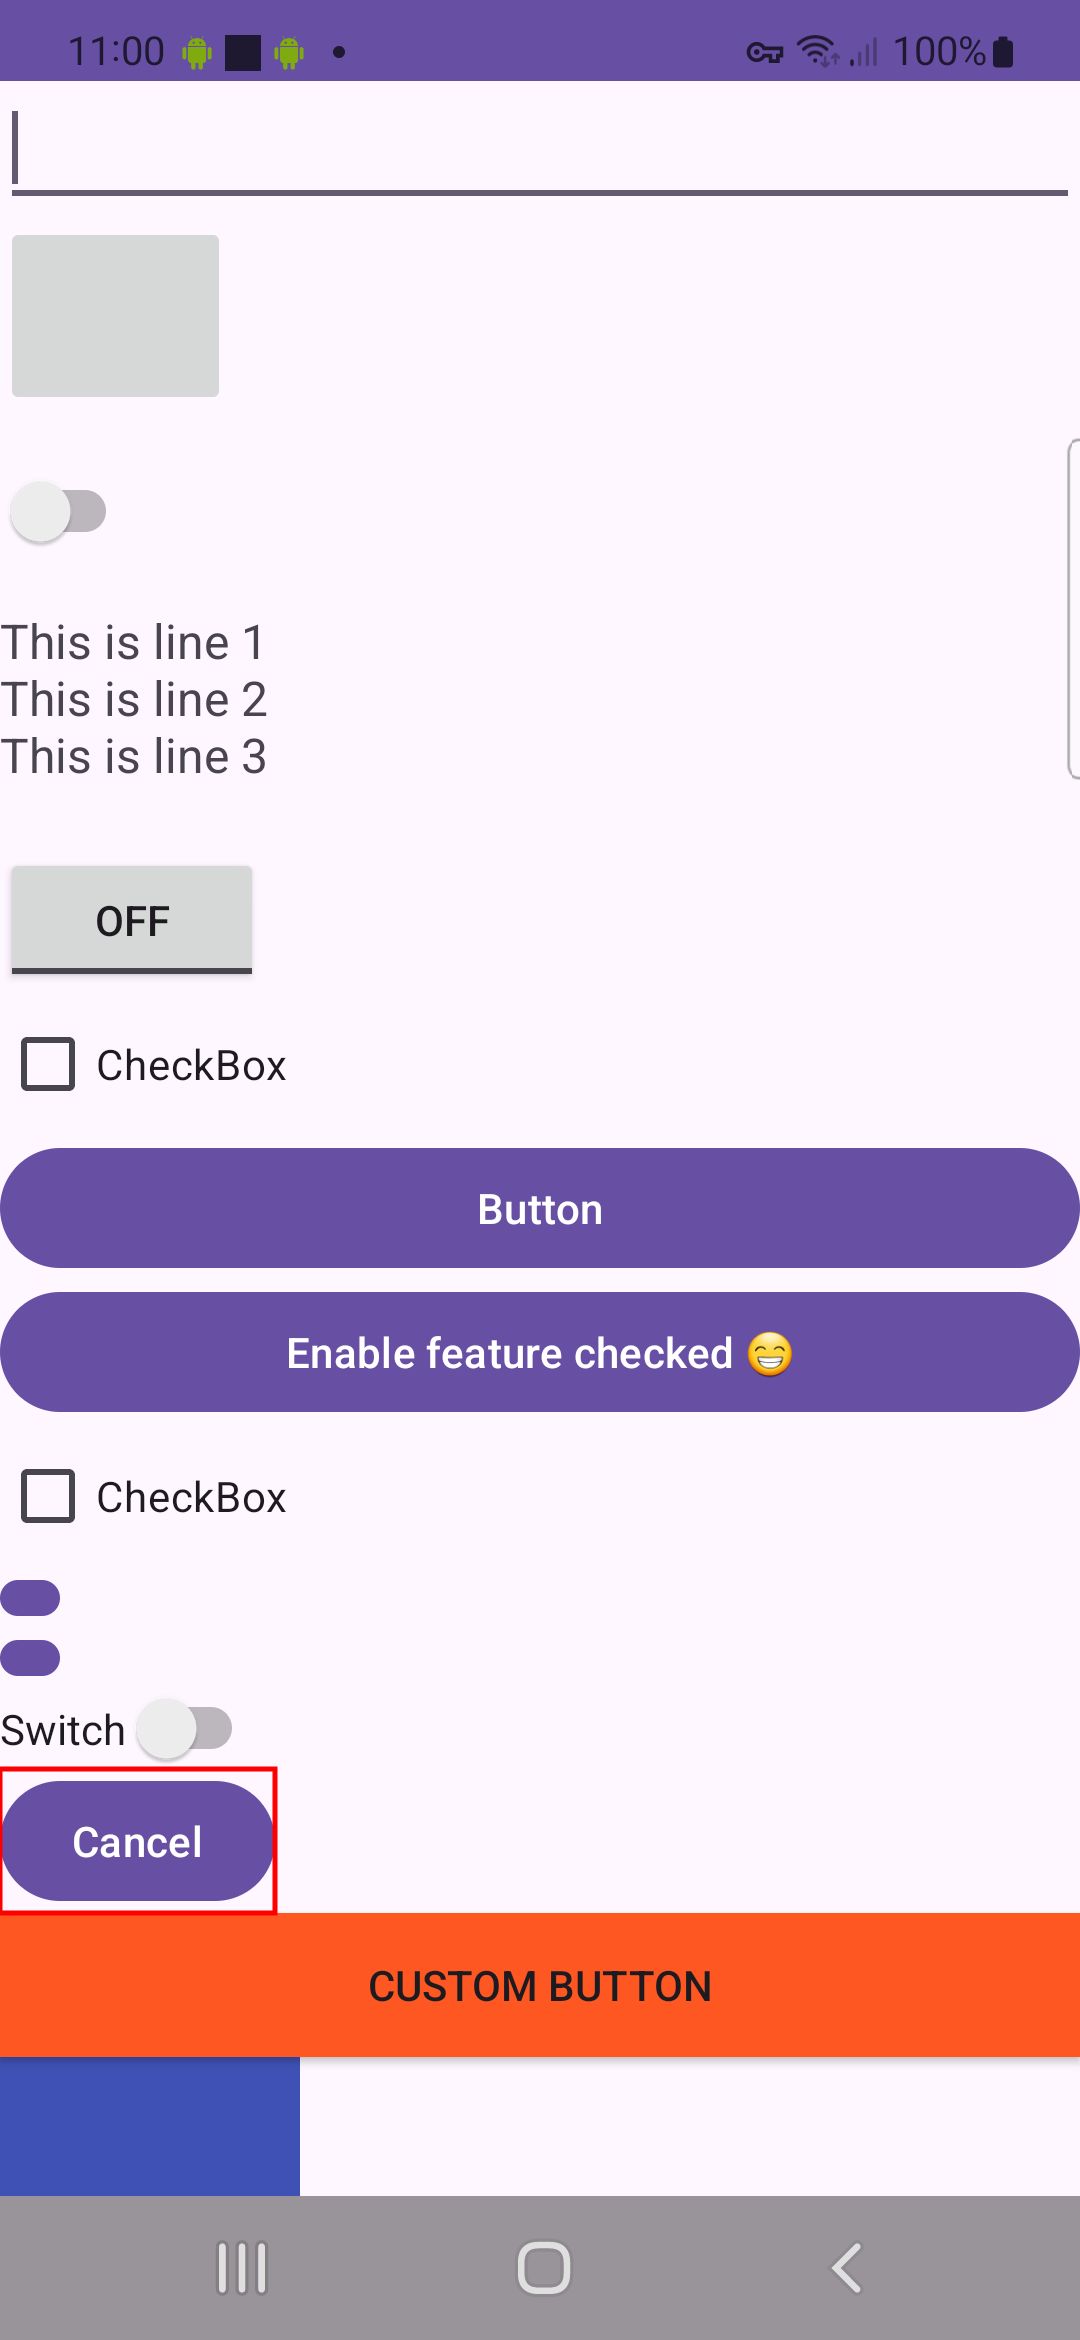 11:00 100%
This is line 1
This is line 2
This is line 3
OFF
CheckBox
Button
Enable feature checked 😁
CheckBox
Switch
Cancel
CUSTOM BUTTON